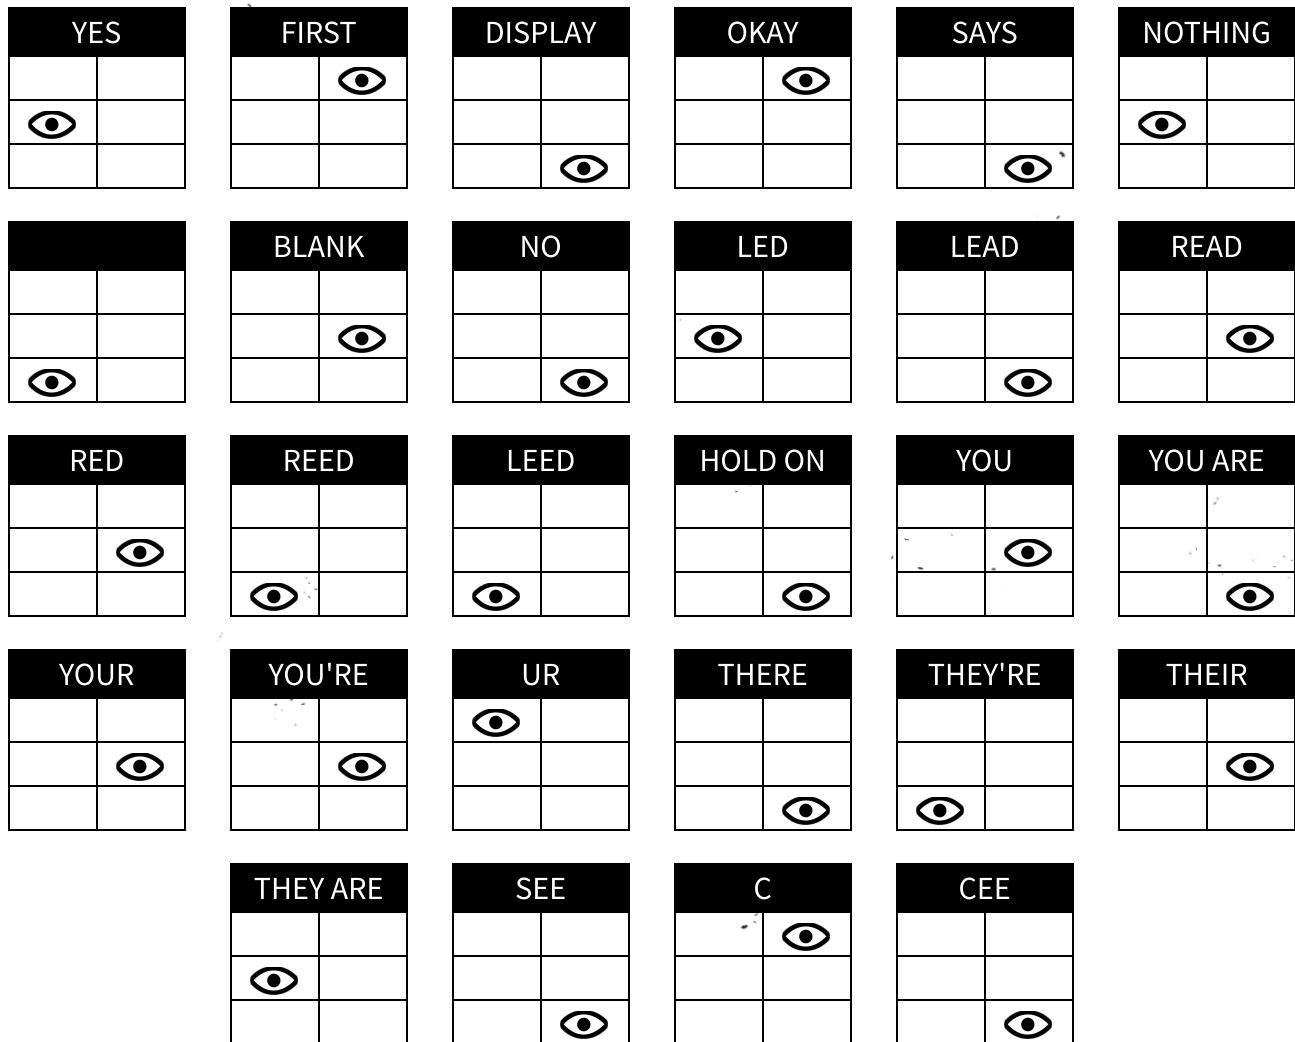 YES FIRST DISPLAY OKAY SAYS NOTHING
BLANK NO LED LEAD READ
RED REED LEED HOLD ON YOU YOU ARE
YOUR YOU'RE UR THERE THEY'RE THEIR
THEY ARE SEE C CEE